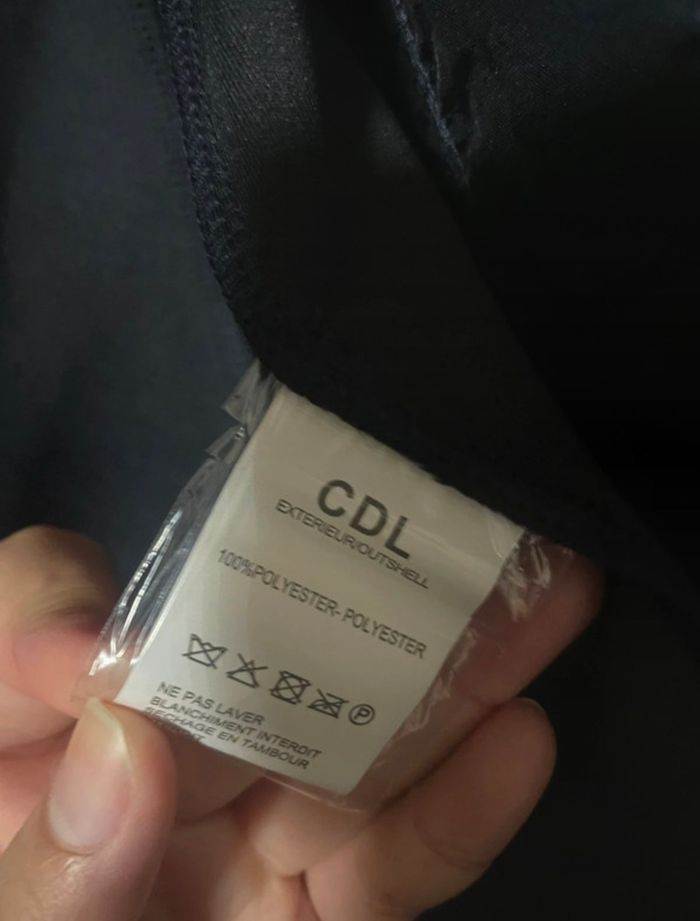 CDL
EXTERIEUR/OUTSHELL
100%POLYESTER- POLYESTER
P
NE PAS LAVER
BLANCHIMENT INTERDIT
SECHAGE EN TAMBOUR